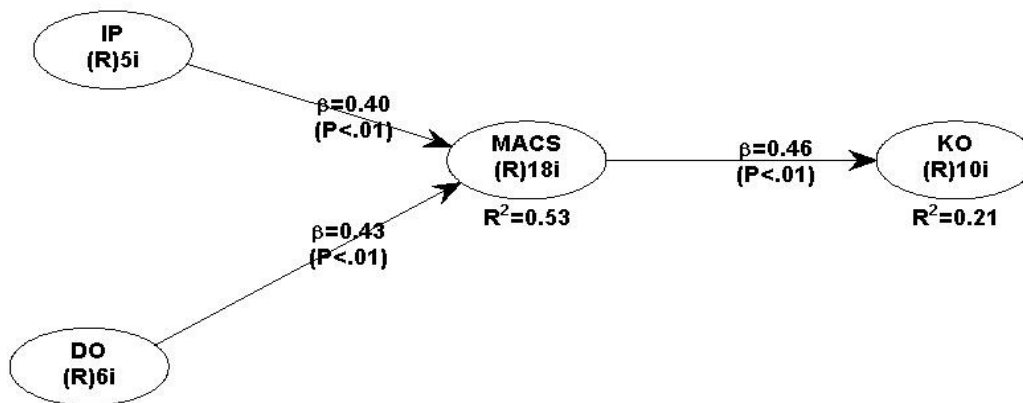 IP
(R)5i
β=0.40
(P<.01)
MACS
(R)18i
R²=0.53
β=0.46
(P<.01)
KO
(R)10i
R²=0.21
β=0.43
(P<.01)
DO
(R)6i